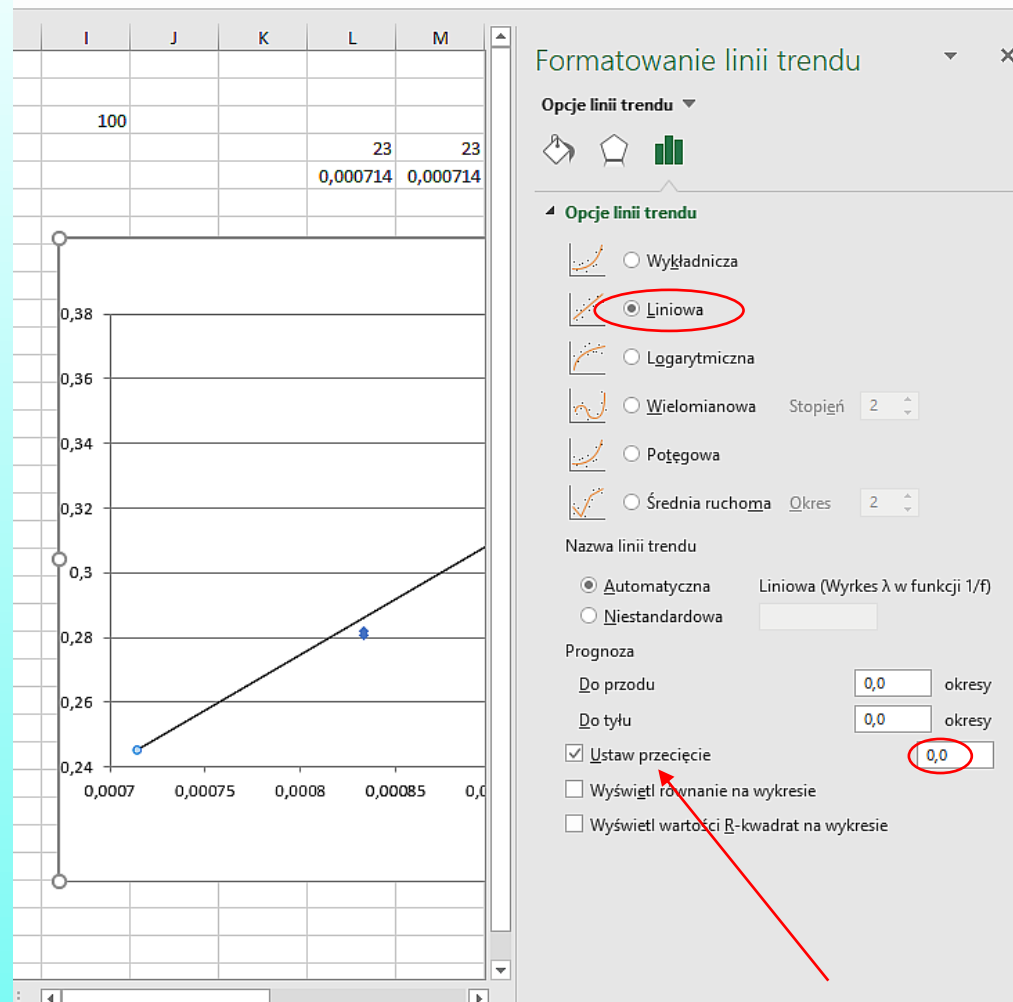 I J K L M
100
23 23
0,000714 0,000714
0,38
0,36
0,34
0,32
0,3
0,28
0,26
0,24
0,0007 0,00075 0,0008 0,00085 0,0
Formatowanie linii trendu
Opcje linii trendu
Opcje linii trendu
Wykładnicza
Liniowa
Logarytmiczna
Wielomianowa Stopień 2
Potęgowa
Średnia ruchoma Okres 2
Nazwa linii trendu
Automatyczna Liniowa (Wyrkes λ w funkcji 1/f)
Niestandardowa
Prognoza
Do przodu 0,0 okresy
Do tyłu 0,0 okresy
Ustaw przecięcie 0,0
Wyświetl równanie na wykresie
Wyświetl wartości R-kwadrat na wykresie